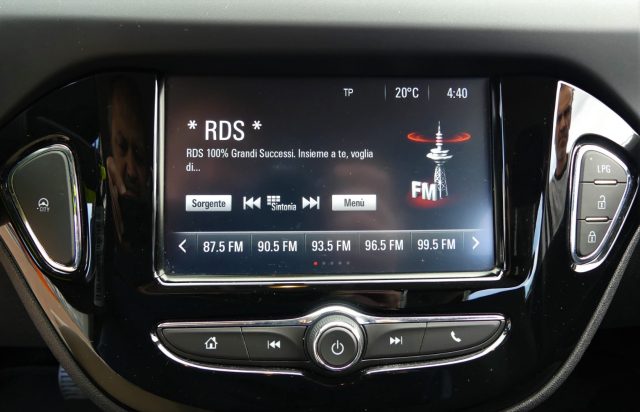 TP 20°C 4:40
* RDS *
RDS 100% Grandi Successi. Insieme a te, voglia
di...
FM
Sorgente Sintonia Menù
87.5 FM 90.5 FM 93.5 FM 96.5 FM 99.5 FM
CITY
LPG